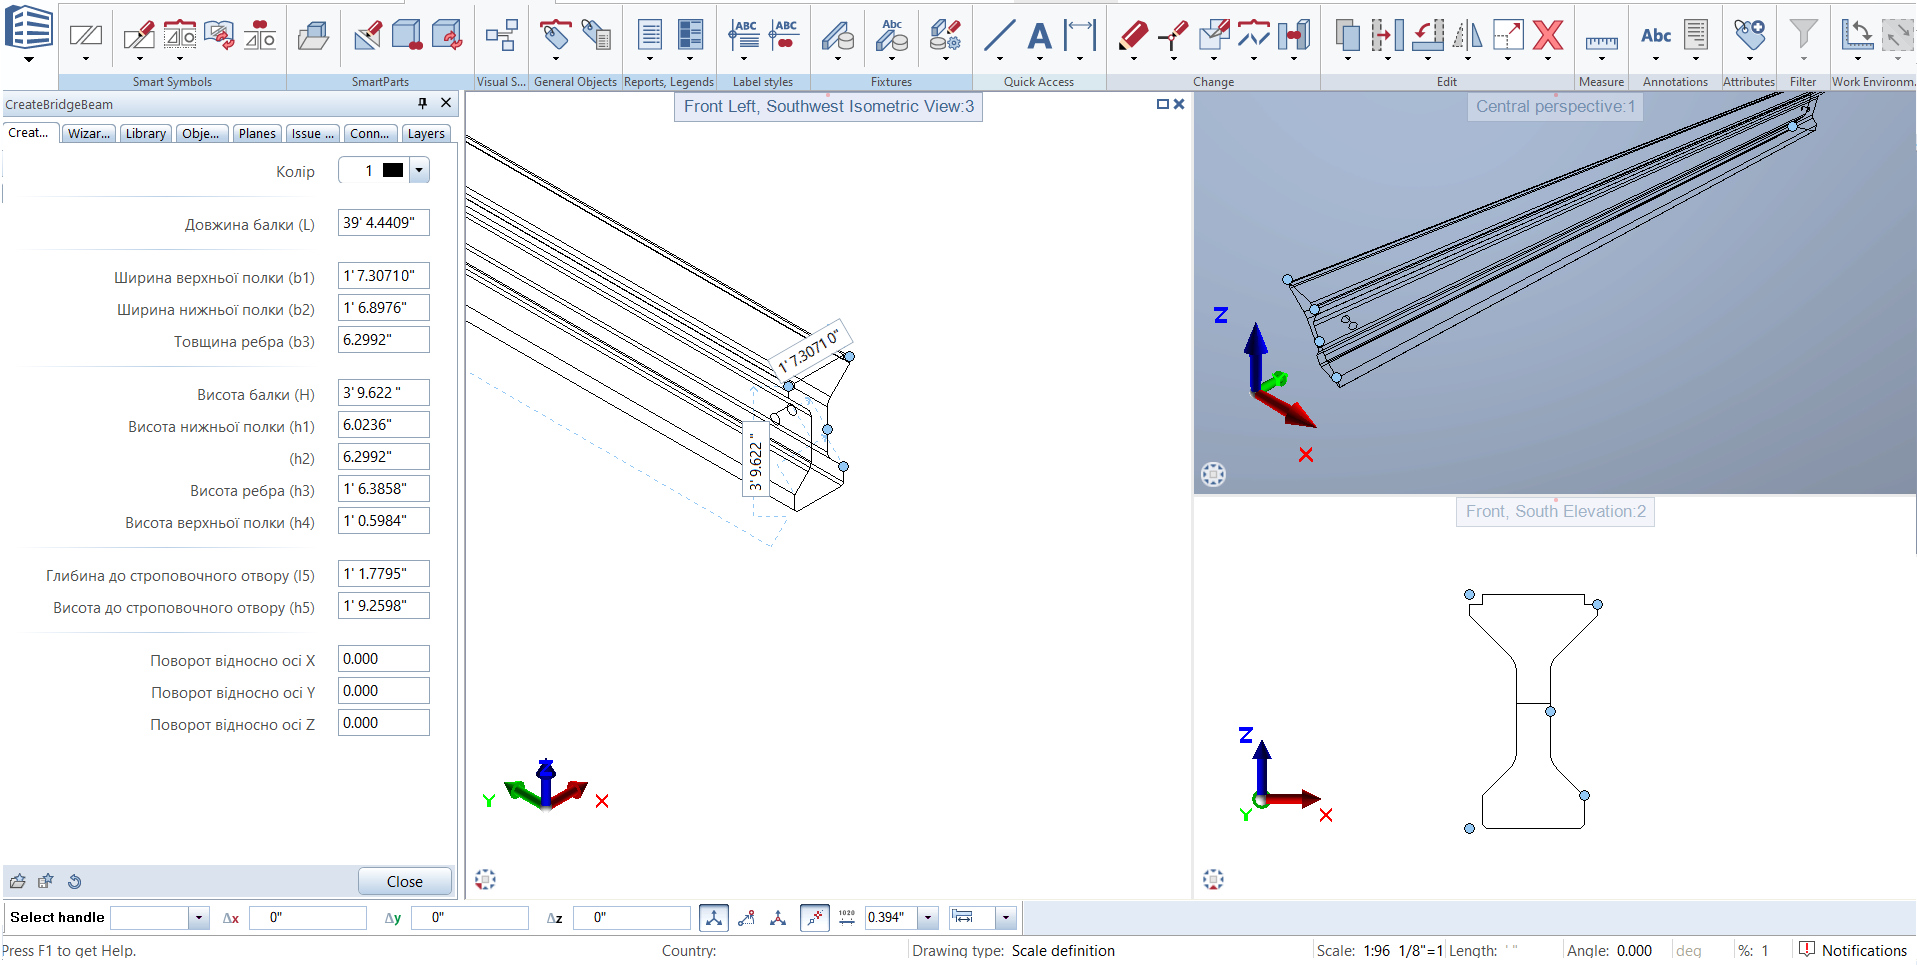 ABC
ABC
Abc
Abc
1020
Smart Symbols
SmartParts
Visual S...
General Objects
Reports, Legends
Label styles
Fixtures
Quick Access
Change
Edit
Measure
Annotations
Attributes
Filter
Work Environm.
CreateBridgeBeam
Creat...
Wizar...
Library
Obje...
Planes
Issue ...
Conn...
Layers
Колір 1
Довжина балки (L) 39' 4.4409"
Ширина верхньої полки (b1) 1' 7.30710"
Ширина нижньої полки (b2) 1' 6.8976"
Товщина ребра (b3) 6.2992"
Висота балки (H) 3' 9.622 "
Висота нижньої полки (h1) 6.0236"
(h2) 6.2992"
Висота ребра (h3) 1' 6.3858"
Висота верхньої полки (h4) 1' 0.5984"
Глибина до строповочного отвору (l5) 1' 1.7795"
Висота до строповочного отвору (h5) 1' 9.2598"
Поворот відносно осі X 0.000
Поворот відносно осі Y 0.000
Поворот відносно осі Z 0.000
Close
Front Left, Southwest Isometric View:3
1' 7.3071 0"
3' 9.622 "
Z
Y
X
Central perspective:1
Z
X
Front, South Elevation:2
Z
Y
X
Select handle Δx 0" Δy 0" Δz 0" 0.394"
Press F1 to get Help.
Country:
Drawing type: Scale definition
Scale: 1:96 1/8"=1
Length: ' "
Angle: 0.000 deg
%: 1
Notifications